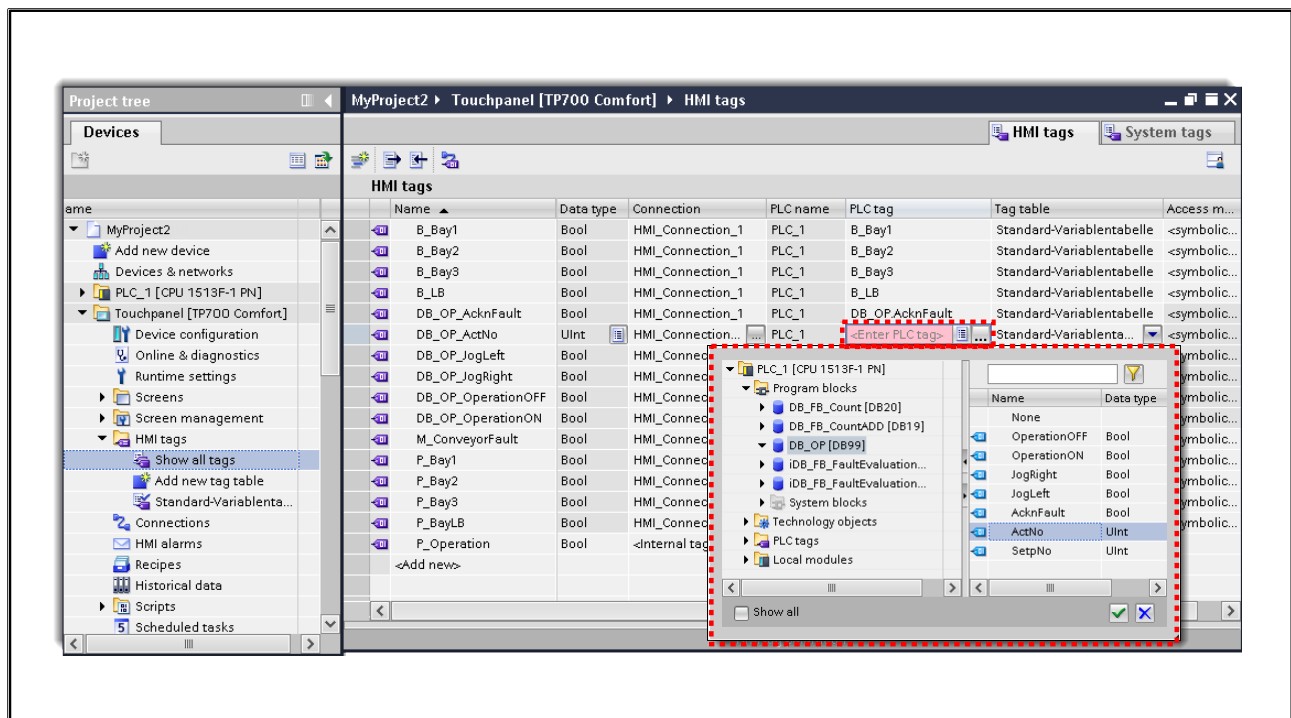 Project tree
Devices
ame
MyProject2
Add new device
Devices & networks
PLC_1 [CPU 1513F-1 PN]
Touchpanel [TP700 Comfort]
Device configuration
Online & diagnostics
Runtime settings
Screens
Screen management
HMI tags
Show all tags
Add new tag table
Standard-Variablenta...
Connections
HMI alarms
Recipes
Historical data
Scripts
Scheduled tasks
MyProject2 Touchpanel [TP700 Comfort] HMI tags
HMI tags System tags
HMI tags
Name Data type Connection PLC name PLC tag Tag table Access m...
B_Bay1 Bool HMI_Connection_1 PLC_1 B_Bay1 Standard-Variablentabelle <symbolic...
B_Bay2 Bool HMI_Connection_1 PLC_1 B_Bay2 Standard-Variablentabelle <symbolic...
B_Bay3 Bool HMI_Connection_1 PLC_1 B_Bay3 Standard-Variablentabelle <symbolic...
B_LB Bool HMI_Connection_1 PLC_1 B_LB Standard-Variablentabelle <symbolic...
DB_OP_AcknFault Bool HMI_Connection_1 PLC_1 DB_OP.AcknFault Standard-Variablentabelle <symbolic...
DB_OP_ActNo UInt HMI_Connection... ... PLC_1 <Enter PLC tag> ... Standard-Variablenta... <symbolic...
DB_OP_JogLeft Bool HMI_Connec
DB_OP_JogRight Bool HMI_Connec ymbolic...
DB_OP_OperationOFF Bool HMI_Connec ymbolic...
DB_OP_OperationON Bool HMI_Connec ymbolic...
M_ConveyorFault Bool HMI_Connec ymbolic...
P_Bay1 Bool HMI_Connec ymbolic...
P_Bay2 Bool HMI_Connec ymbolic...
P_Bay3 Bool HMI_Connec ymbolic...
P_BayLB Bool HMI_Connec ymbolic...
P_Operation Bool <Internal tag
<Add new>
PLC_1 [CPU 1513F-1 PN]
Program blocks
DB_FB_Count [DB20]
DB_FB_CountADD [DB19]
DB_OP [DB99]
iDB_FB_FaultEvaluation...
iDB_FB_FaultEvaluation...
System blocks
Technology objects
PLC tags
Local modules
Name Data type
None
OperationOFF Bool
OperationON Bool
JogRight Bool
JogLeft Bool
AcknFault Bool
ActNo UInt
SetpNo UInt
Show all